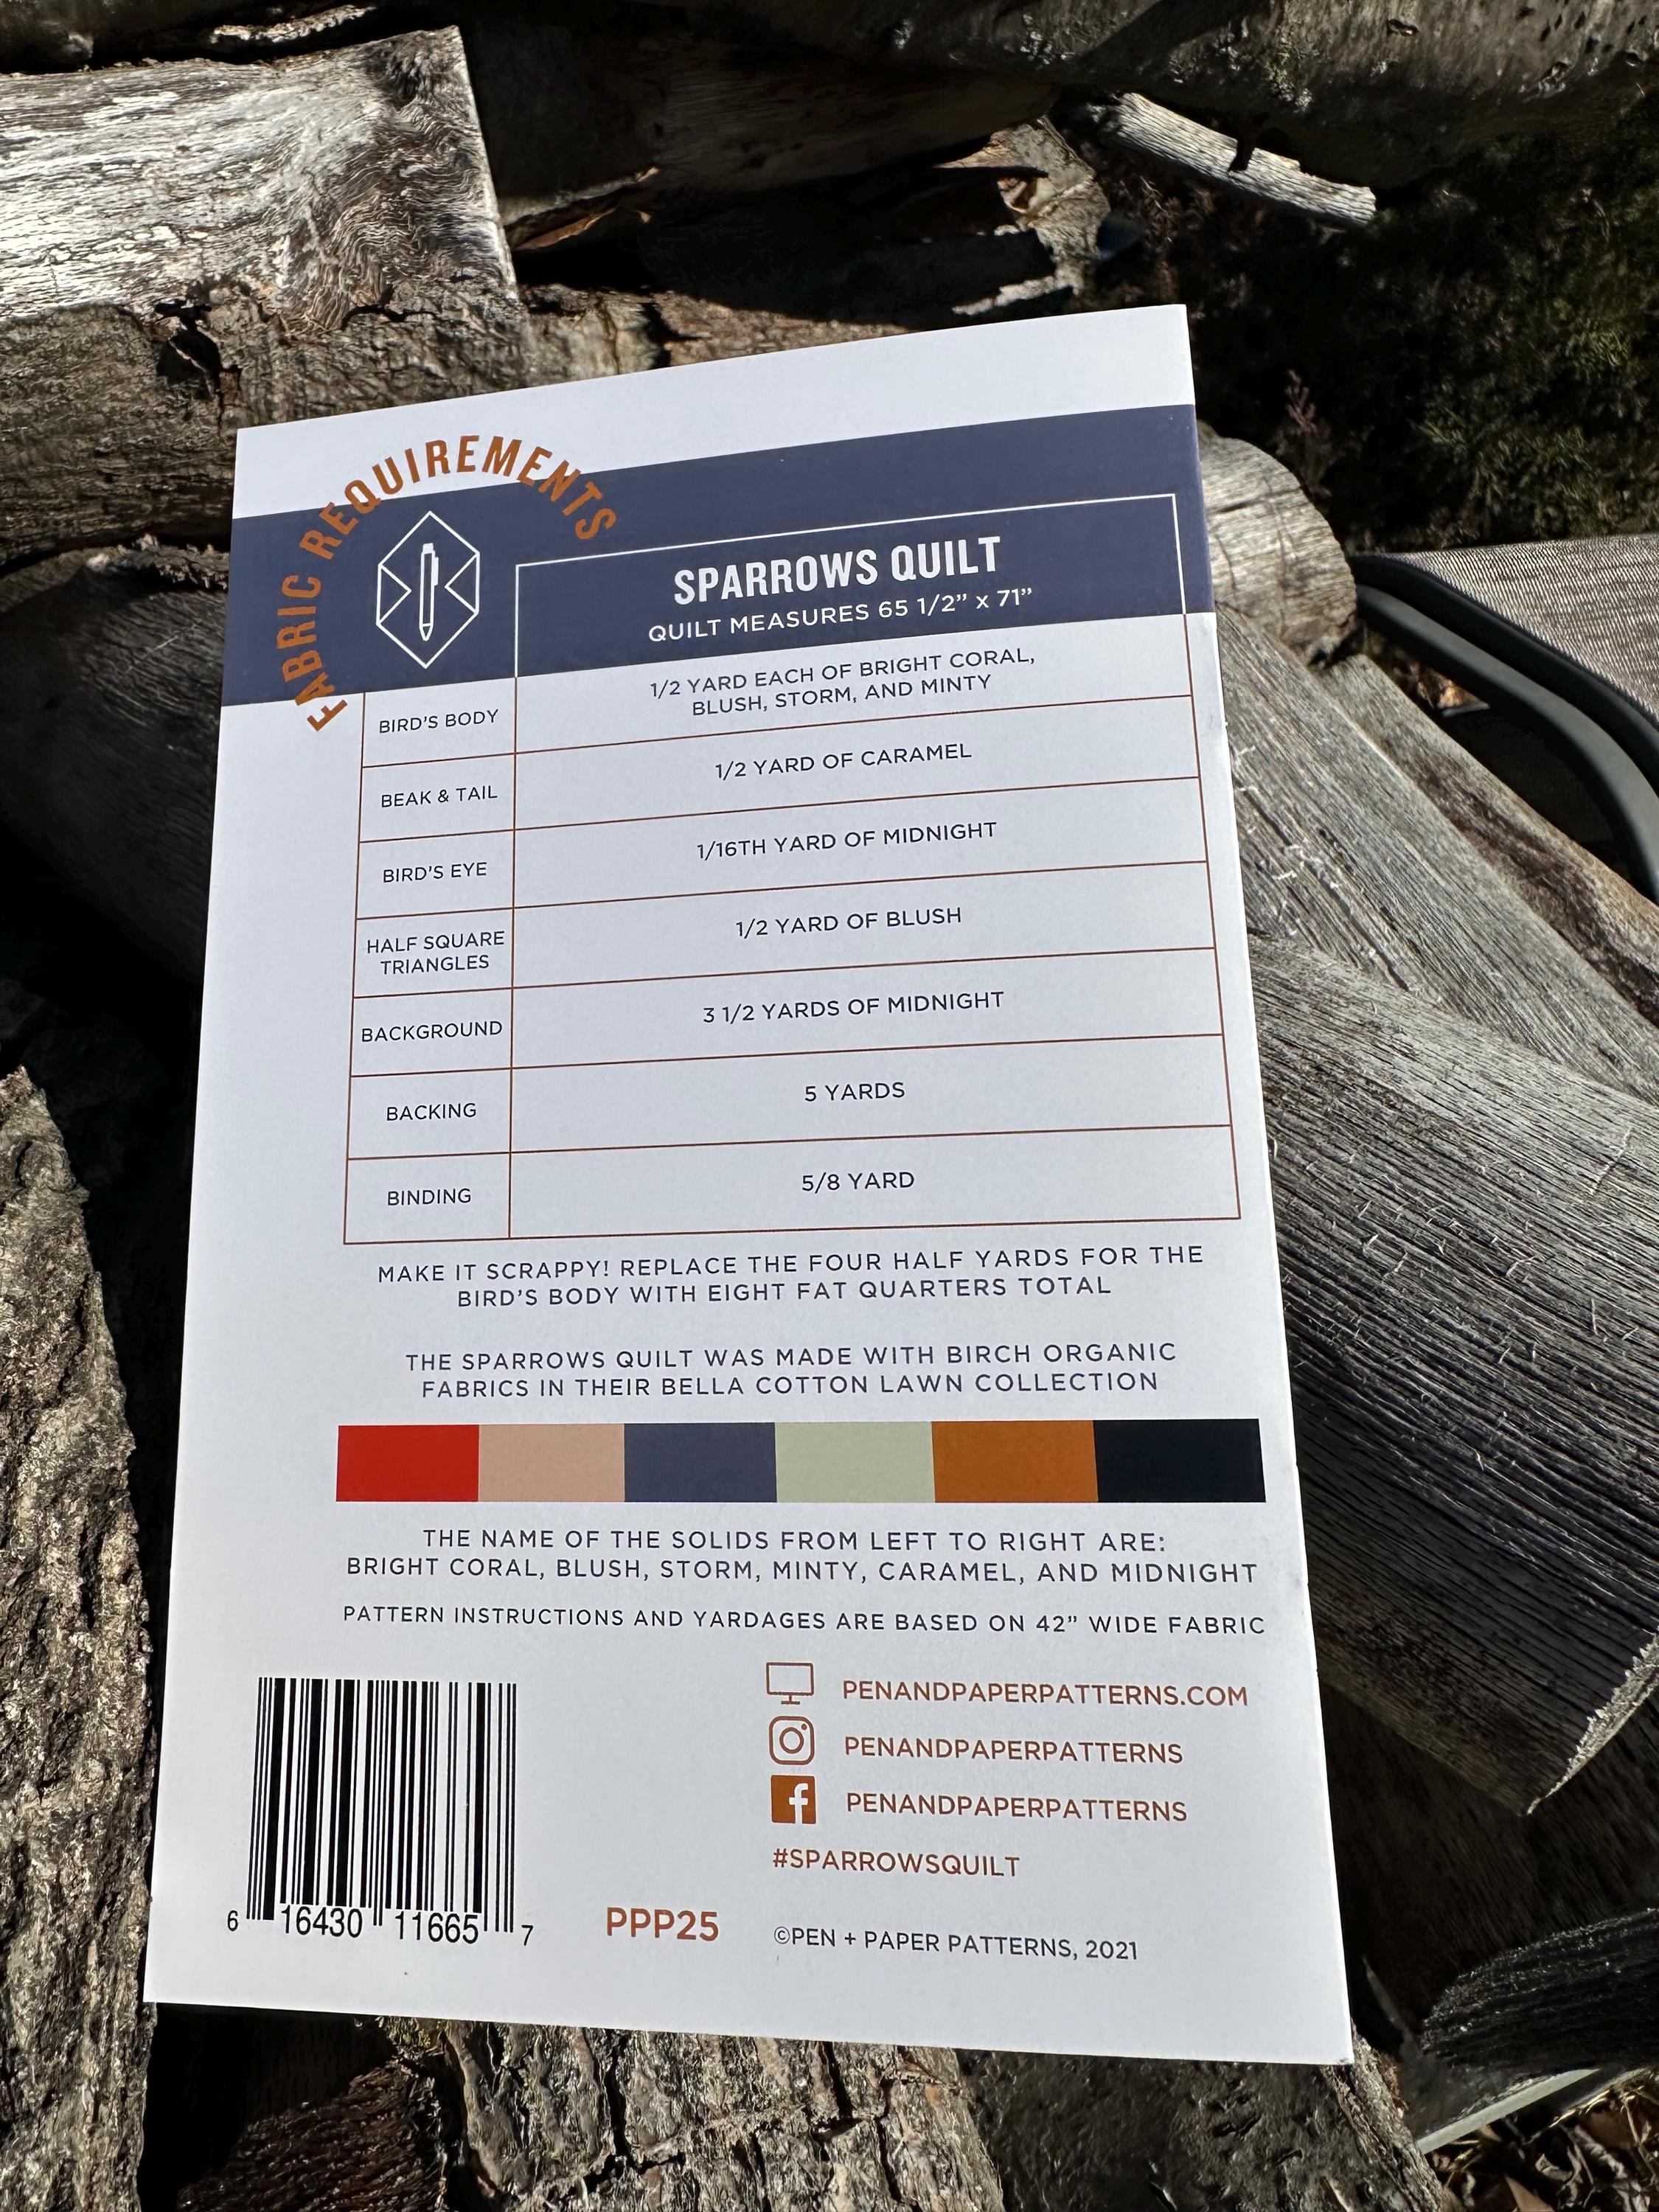 FABRIC REQUIREMENTS
SPARROWS QUILT
QUILT MEASURES 65 1/2” x 71”
BIRD’S BODY
1/2 YARD EACH OF BRIGHT CORAL,
BLUSH, STORM, AND MINTY
BEAK & TAIL
1/2 YARD OF CARAMEL
BIRD’S EYE
1/16TH YARD OF MIDNIGHT
HALF SQUARE
TRIANGLES
1/2 YARD OF BLUSH
BACKGROUND
3 1/2 YARDS OF MIDNIGHT
BACKING
5 YARDS
BINDING
5/8 YARD
MAKE IT SCRAPPY! REPLACE THE FOUR HALF YARDS FOR THE
BIRD’S BODY WITH EIGHT FAT QUARTERS TOTAL
THE SPARROWS QUILT WAS MADE WITH BIRCH ORGANIC
FABRICS IN THEIR BELLA COTTON LAWN COLLECTION
THE NAME OF THE SOLIDS FROM LEFT TO RIGHT ARE:
BRIGHT CORAL, BLUSH, STORM, MINTY, CARAMEL, AND MIDNIGHT
PATTERN INSTRUCTIONS AND YARDAGES ARE BASED ON 42” WIDE FABRIC
PENANDPAPERPATTERNS.COM
PENANDPAPERPATTERNS
PENANDPAPERPATTERNS
#SPARROWSQUILT
6 16430 11665 7
PPP25
©PEN + PAPER PATTERNS, 2021